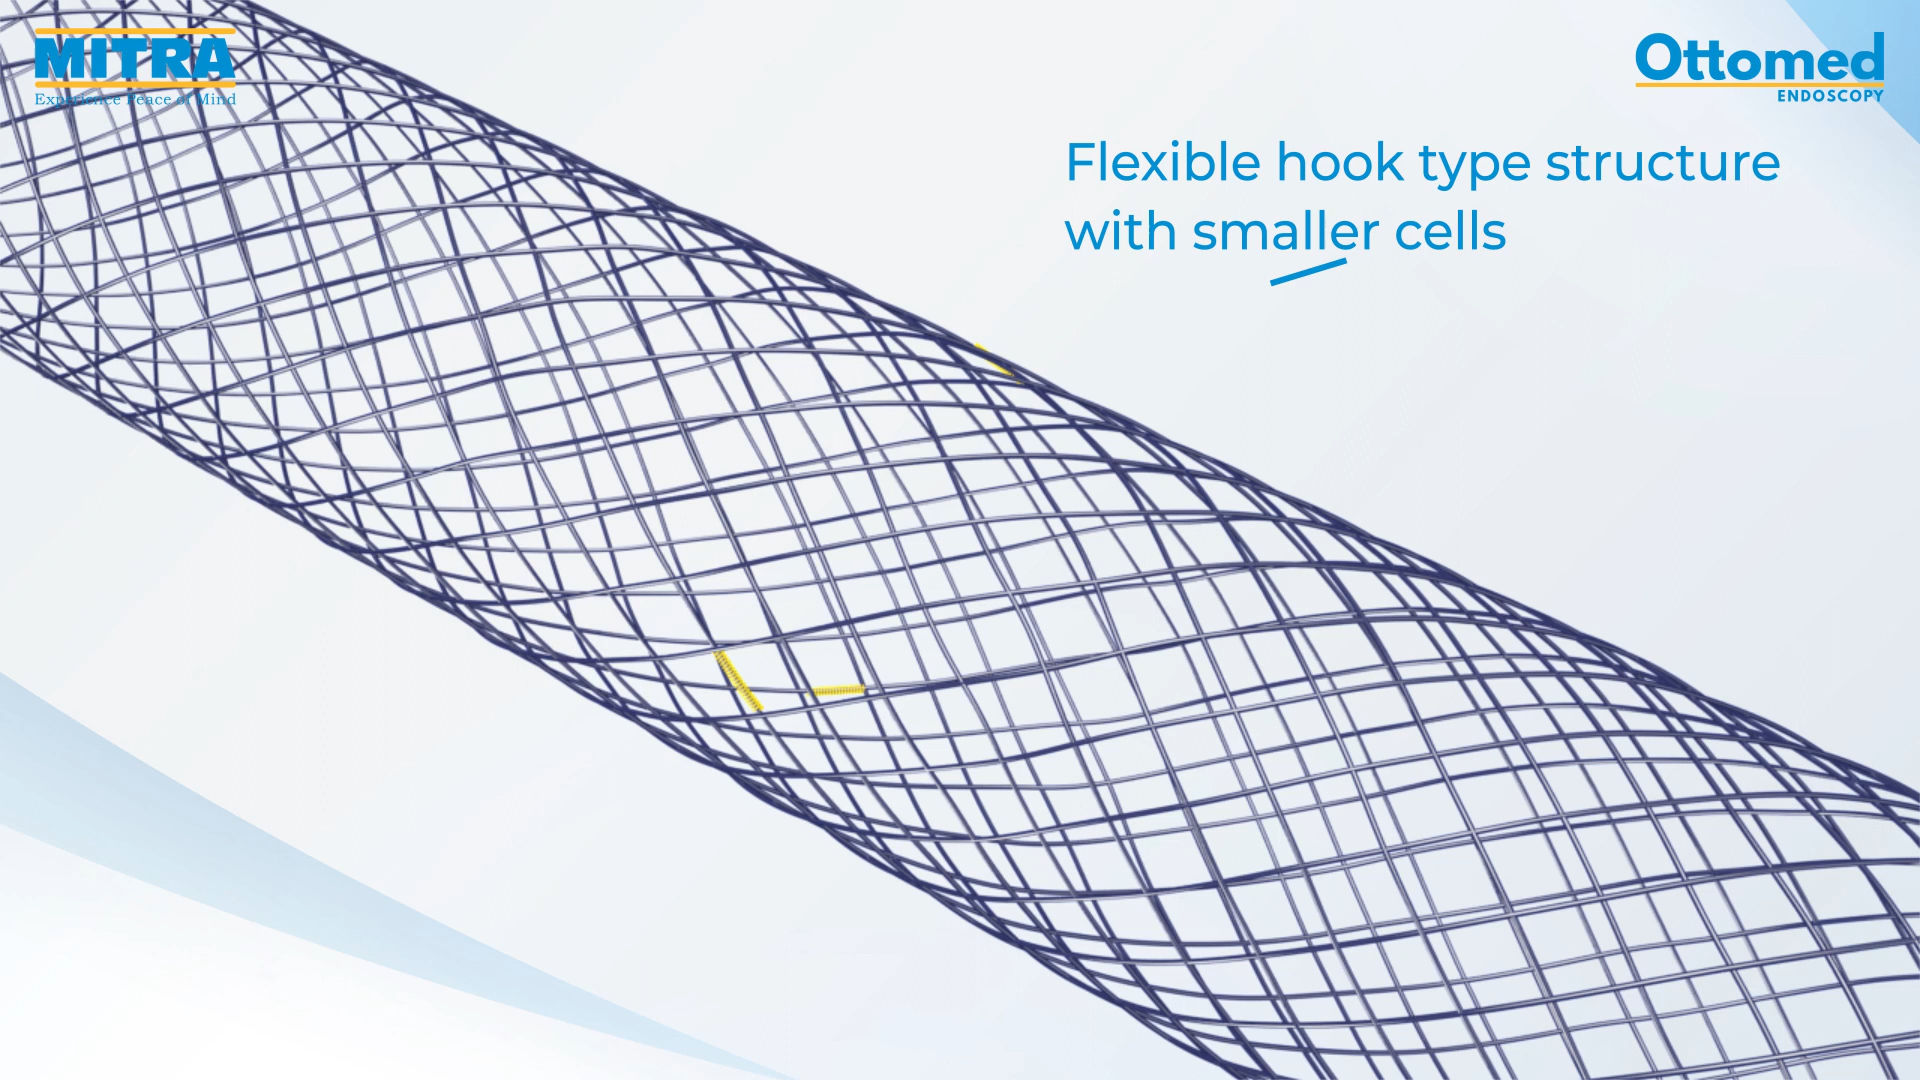 MITRA
Experience Peace of Mind
Ottomed
ENDOSCOPY
Flexible hook type structure
with smaller cells